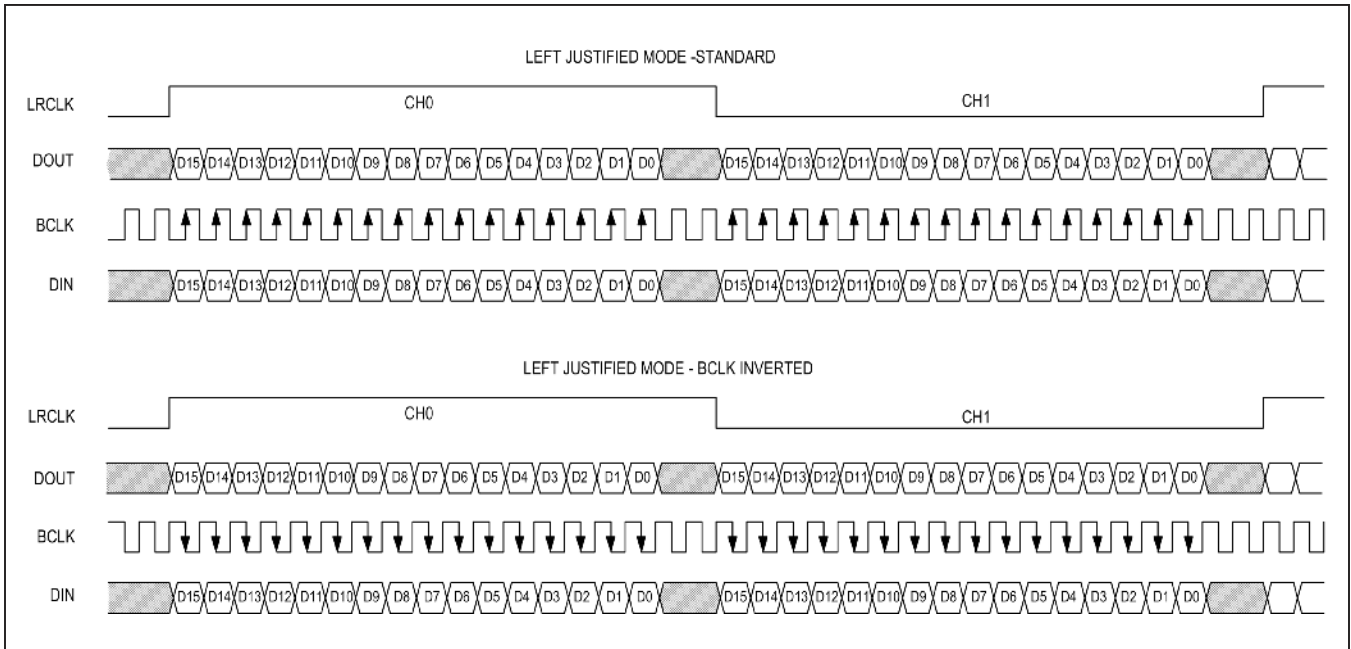 LEFT JUSTIFIED MODE -STANDARD
LRCLK CH0 CH1
DOUT D15 D14 D13 D12 D11 D10 D9 D8 D7 D6 D5 D4 D3 D2 D1 D0 D15 D14 D13 D12 D11 D10 D9 D8 D7 D6 D5 D4 D3 D2 D1 D0
BCLK
DIN D15 D14 D13 D12 D11 D10 D9 D8 D7 D6 D5 D4 D3 D2 D1 D0 D15 D14 D13 D12 D11 D10 D9 D8 D7 D6 D5 D4 D3 D2 D1 D0
LEFT JUSTIFIED MODE - BCLK INVERTED
LRCLK CH0 CH1
DOUT D15 D14 D13 D12 D11 D10 D9 D8 D7 D6 D5 D4 D3 D2 D1 D0 D15 D14 D13 D12 D11 D10 D9 D8 D7 D6 D5 D4 D3 D2 D1 D0
BCLK
DIN D15 D14 D13 D12 D11 D10 D9 D8 D7 D6 D5 D4 D3 D2 D1 D0 D15 D14 D13 D12 D11 D10 D9 D8 D7 D6 D5 D4 D3 D2 D1 D0